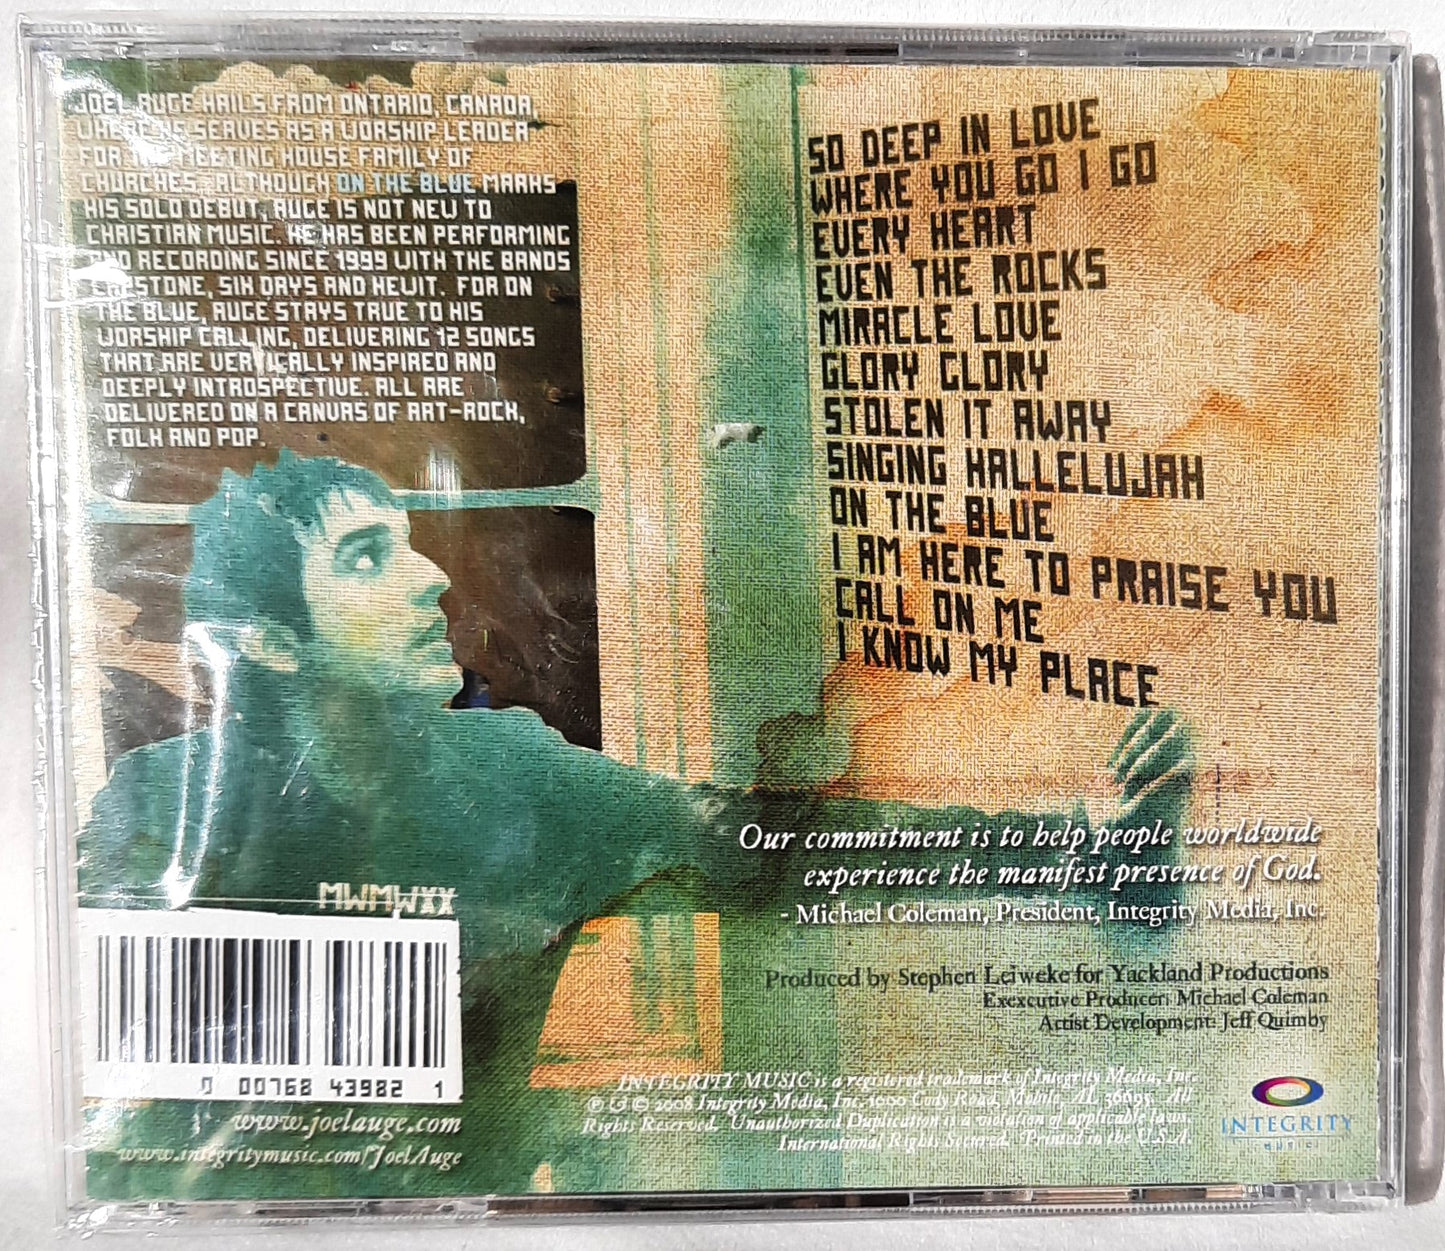 JOEL AUGE HAILS FROM ONTARIO, CANADA,
WHERE HE SERVES AS A WORSHIP LEADER
FOR THE MEETING HOUSE FAMILY OF
CHURCHES. ALTHOUGH ON THE BLUE MARKS
HIS SOLO DEBUT, AUGE IS NOT NEW TO
CHRISTIAN MUSIC. HE HAS BEEN PERFORMING
AND RECORDING SINCE 1999 WITH THE BANDS
CAPSTONE, SIX DAYS AND HEWIT. FOR ON
THE BLUE, AUGE STAYS TRUE TO HIS
WORSHIP CALLING, DELIVERING 12 SONGS
THAT ARE VERTICALLY INSPIRED AND
DEEPLY INTROSPECTIVE. ALL ARE
DELIVERED ON A CANVAS OF ART-ROCK,
FOLK AND POP.
SO DEEP IN LOVE
WHERE YOU GO I GO
EVERY HEART
EVEN THE ROCKS
MIRACLE LOVE
GLORY GLORY
STOLEN IT AWAY
SINGING HALLELUJAH
ON THE BLUE
I AM HERE TO PRAISE YOU
CALL ON ME
I KNOW MY PLACE
Our commitment is to help people worldwide
experience the manifest presence of God.
- Michael Coleman, President, Integrity Media, Inc.
Produced by Stephen Leiweke for Yackland Productions
Exexcutive Producer: Michael Coleman
Artist Development: Jeff Quimby
MWMWXX
0 00768 43982 1
www.joelauge.com
www.integritymusic.com/JoelAuge
INTEGRITY MUSIC is a registered trademark of Integrity Media, Inc.
℗ & © 2008 Integrity Media, Inc. 1000 Cody Road, Mobile, AL 36695. All
Rights Reserved. Unauthorized Duplication is a violation of applicable laws.
International Rights Secured. Printed in the U.S.A.
INTEGRITY
MUSIC